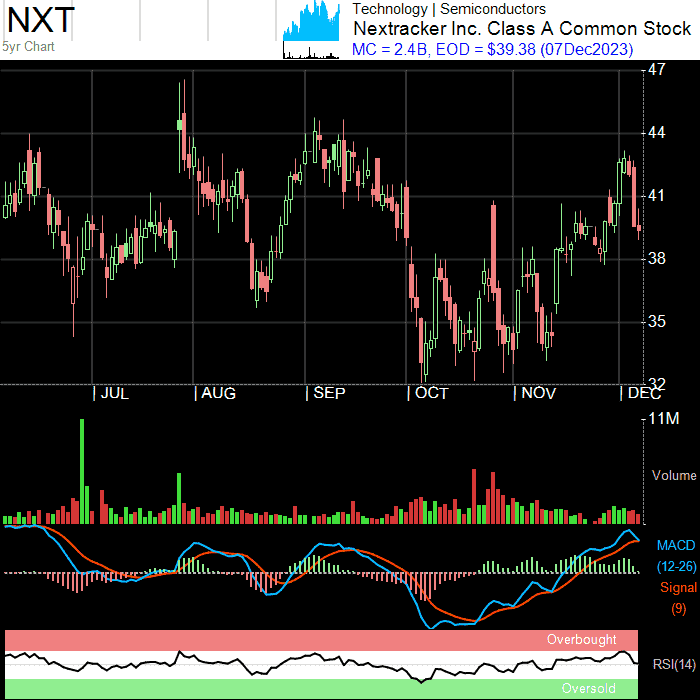 NXT
5yr Chart
Technology | Semiconductors
Nextracker Inc. Class A Common Stock
MC = 2.4B, EOD = $39.38 (07Dec2023)
47
44
41
38
35
32
| JUL | AUG | SEP | OCT | NOV | DEC
11M
Volume
MACD
(12-26)
Signal
(9)
Overbought
RSI(14)
Oversold